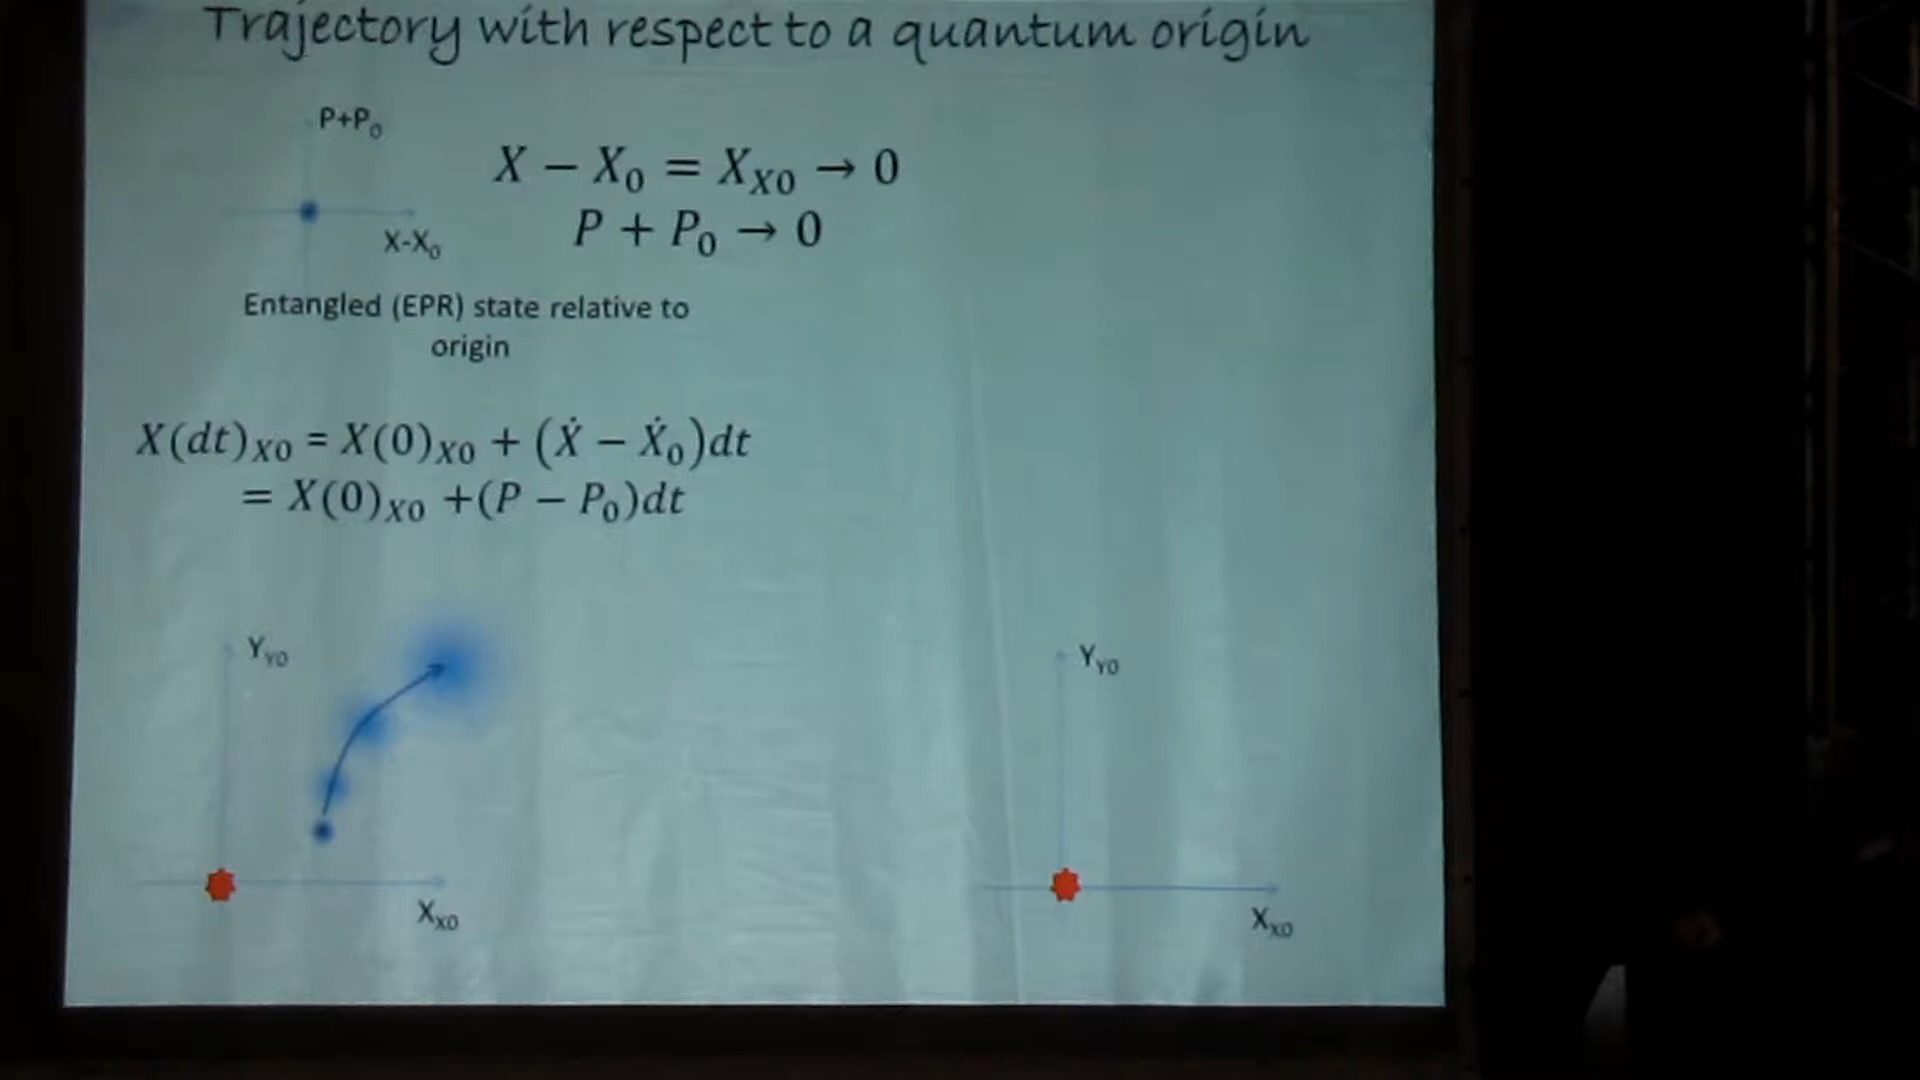 Trajectory with respect to a quantum origin
P+P₀
X − X₀ = X_X0 → 0
P + P₀ → 0
X-X₀
Entangled (EPR) state relative to
origin
X(dt)_X0 = X(0)_X0 + (Ẋ − Ẋ₀)dt
= X(0)_X0 +(P − P₀)dt
Y_Y0
X_X0
Y_Y0
X_X0